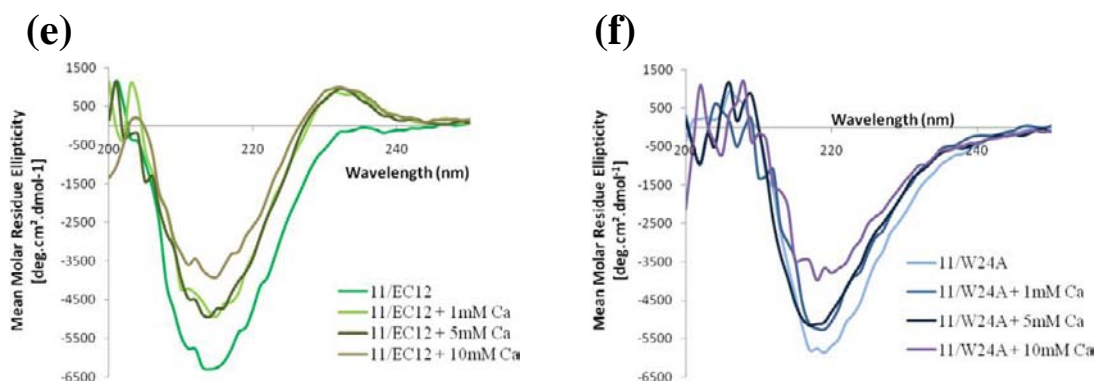 (e)
1500
500
-500
-1500
-2500
-3500
-4500
-5500
-6500
200
220
240
Wavelength (nm)
Mean Molar Residue Ellipticity
[deg.cm².dmol-1]
11/EC12
11/EC12 + 1mM Ca
11/EC12 + 5mM Ca
11/EC12 + 10mM Ca
(f)
1500
500
-500
-1500
-2500
-3500
-4500
-5500
-6500
200
220
240
Wavelength (nm)
Mean Molar Residue Ellipticity
[deg.cm².dmol-¹]
11/W24A
11/W24A + 1mM Ca
11/W24A + 5mM Ca
11/W24A + 10mM Ca